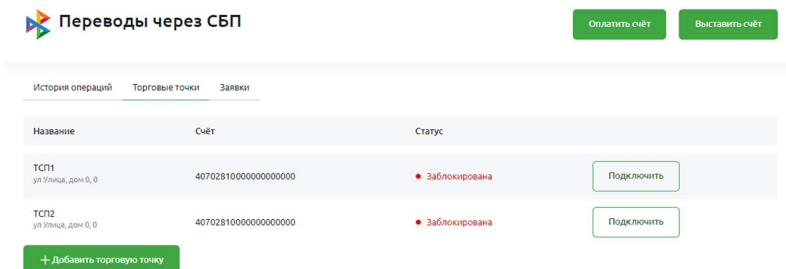 Переводы через СБП
Оплатить счёт
Выставить счёт
История операций Торговые точки Заявки
Название Счёт Статус
ТСП1
ул Улица, дом 0, 0
40702810000000000000
Заблокирована
Подключить
ТСП2
ул Улица, дом 0, 0
40702810000000000000
Заблокирована
Подключить
+ Добавить торговую точку